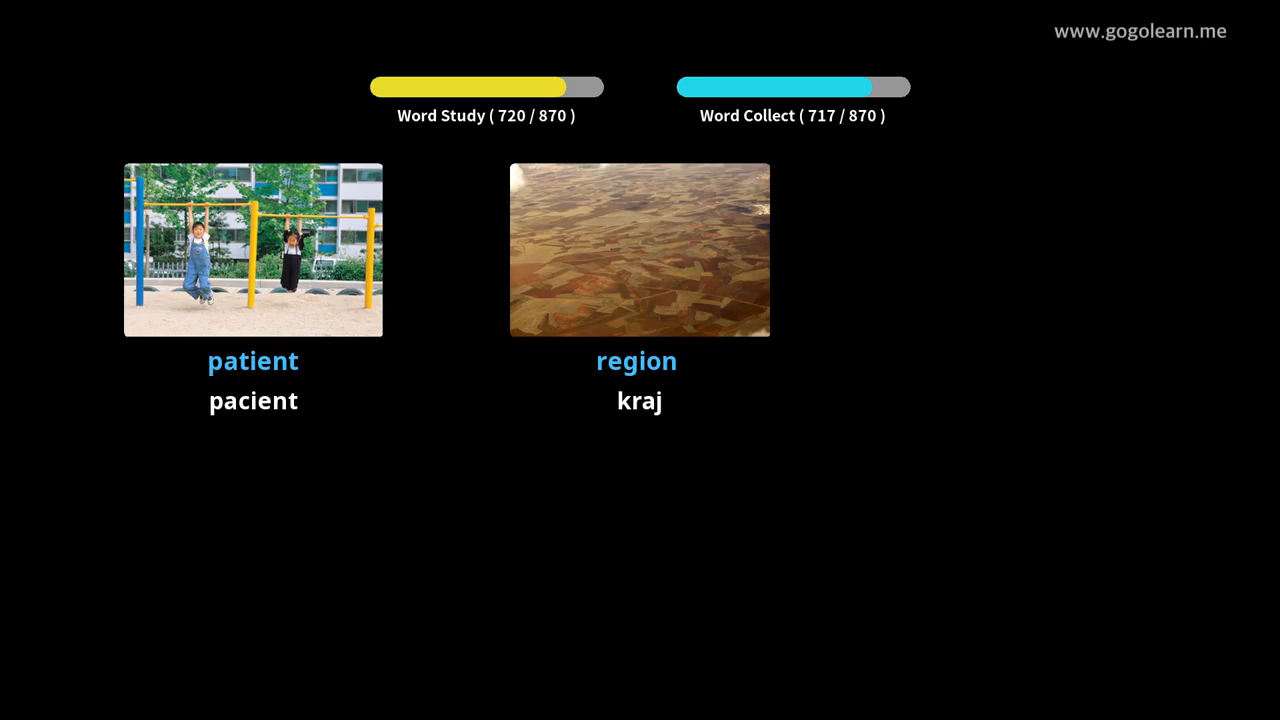 www.gogolearn.me
Word Study ( 720 / 870 )
Word Collect ( 717 / 870 )
patient
pacient
region
kraj